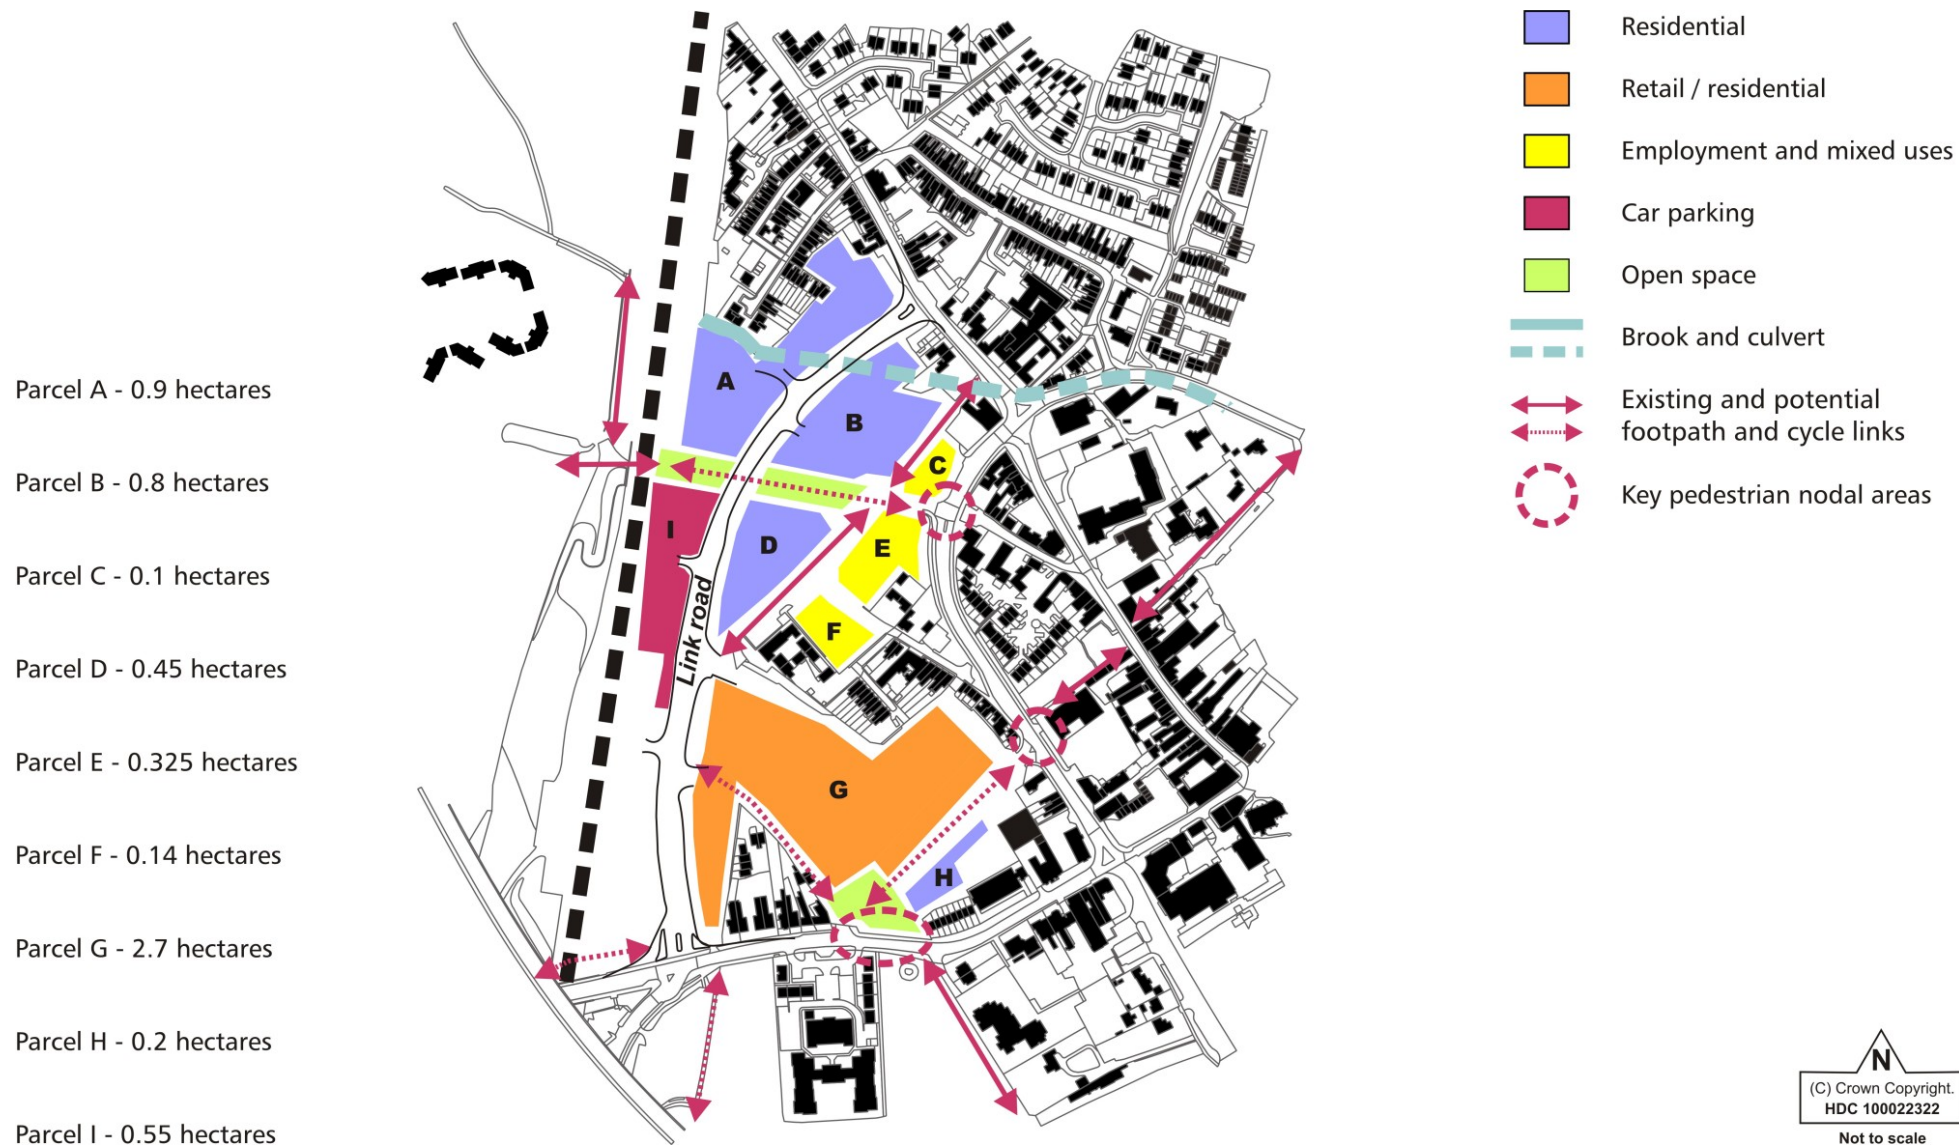 Parcel A - 0.9 hectares
Parcel B - 0.8 hectares
Parcel C - 0.1 hectares
Parcel D - 0.45 hectares
Parcel E - 0.325 hectares
Parcel F - 0.14 hectares
Parcel G - 2.7 hectares
Parcel H - 0.2 hectares
Parcel I - 0.55 hectares
A
B
C
I
D
E
F
Link road
G
H
Residential
Retail / residential
Employment and mixed uses
Car parking
Open space
Brook and culvert
Existing and potential
footpath and cycle links
Key pedestrian nodal areas
N
(C) Crown Copyright.
HDC 100022322
Not to scale